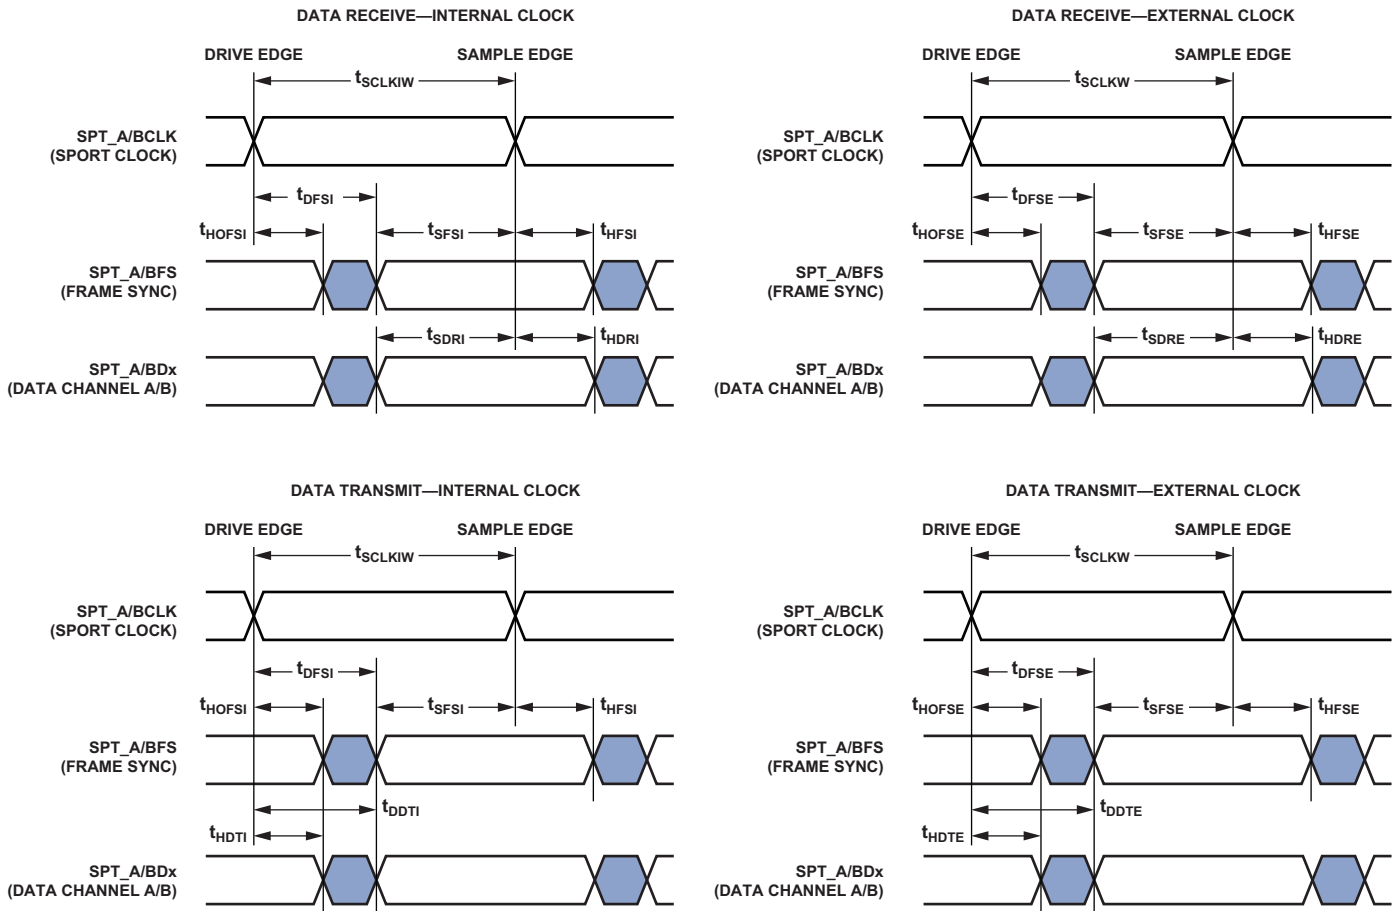 DATA RECEIVE—INTERNAL CLOCK
DRIVE EDGE SAMPLE EDGE
tSCLKIW
SPT_A/BCLK
(SPORT CLOCK)
tDFSI
tHOFSI tSFSI tHFSI
SPT_A/BFS
(FRAME SYNC)
tSDRI tHDRI
SPT_A/BDx
(DATA CHANNEL A/B)
DATA RECEIVE—EXTERNAL CLOCK
DRIVE EDGE SAMPLE EDGE
tSCLKW
SPT_A/BCLK
(SPORT CLOCK)
tDFSE
tHOFSE tSFSE tHFSE
SPT_A/BFS
(FRAME SYNC)
tSDRE tHDRE
SPT_A/BDx
(DATA CHANNEL A/B)
DATA TRANSMIT—INTERNAL CLOCK
DRIVE EDGE SAMPLE EDGE
tSCLKIW
SPT_A/BCLK
(SPORT CLOCK)
tDFSI
tHOFSI tSFSI tHFSI
SPT_A/BFS
(FRAME SYNC)
tDDTI
tHDTI
SPT_A/BDx
(DATA CHANNEL A/B)
DATA TRANSMIT—EXTERNAL CLOCK
DRIVE EDGE SAMPLE EDGE
tSCLKW
SPT_A/BCLK
(SPORT CLOCK)
tDFSE
tHOFSE tSFSE tHFSE
SPT_A/BFS
(FRAME SYNC)
tDDTE
tHDTE
SPT_A/BDx
(DATA CHANNEL A/B)